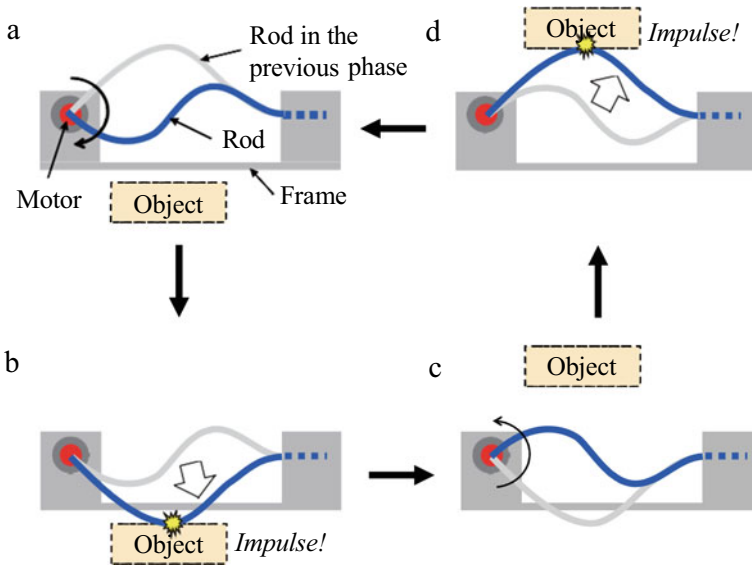 a
Rod in the
previous phase
Rod
Motor
Frame
Object
d
Object
Impulse!
b
Object
Impulse!
c
Object